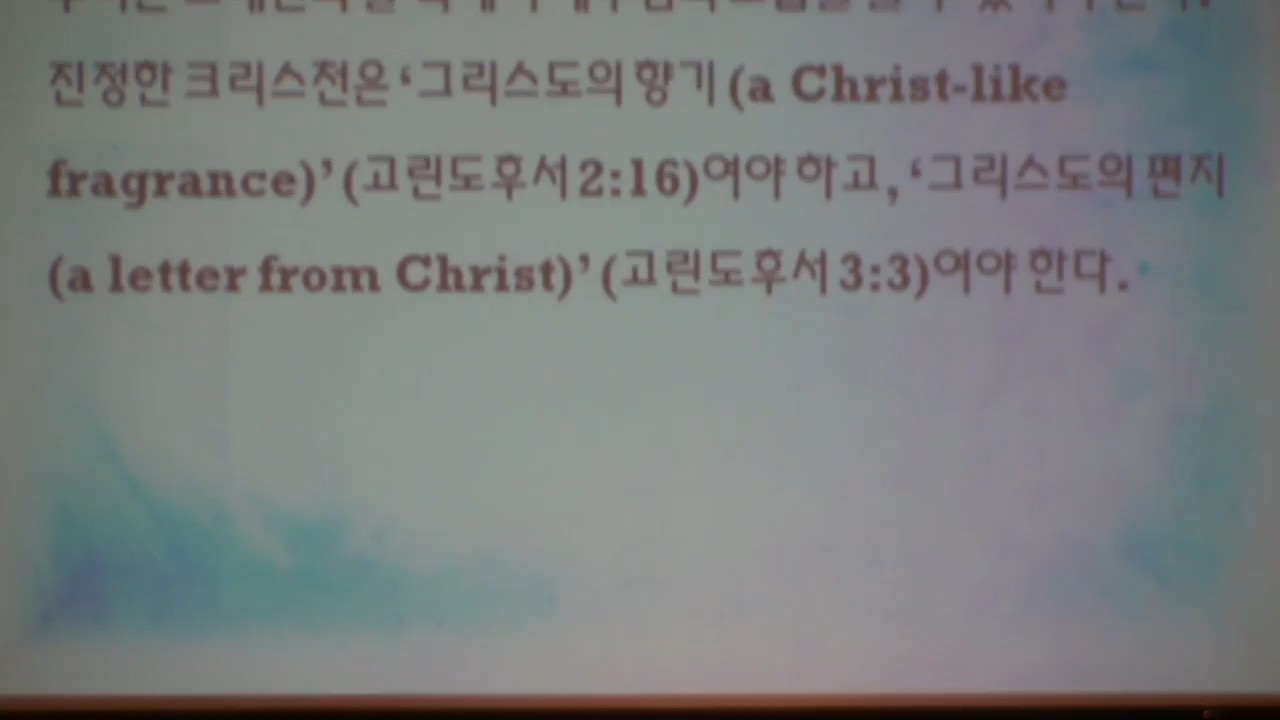 진정한 크리스천은 ‘그리스도의 향기 (a Christ-like
fragrance)’ (고린도후서 2:16)여야 하고, ‘그리스도의 편지
(a letter from Christ)’ (고린도후서 3:3)여야 한다.